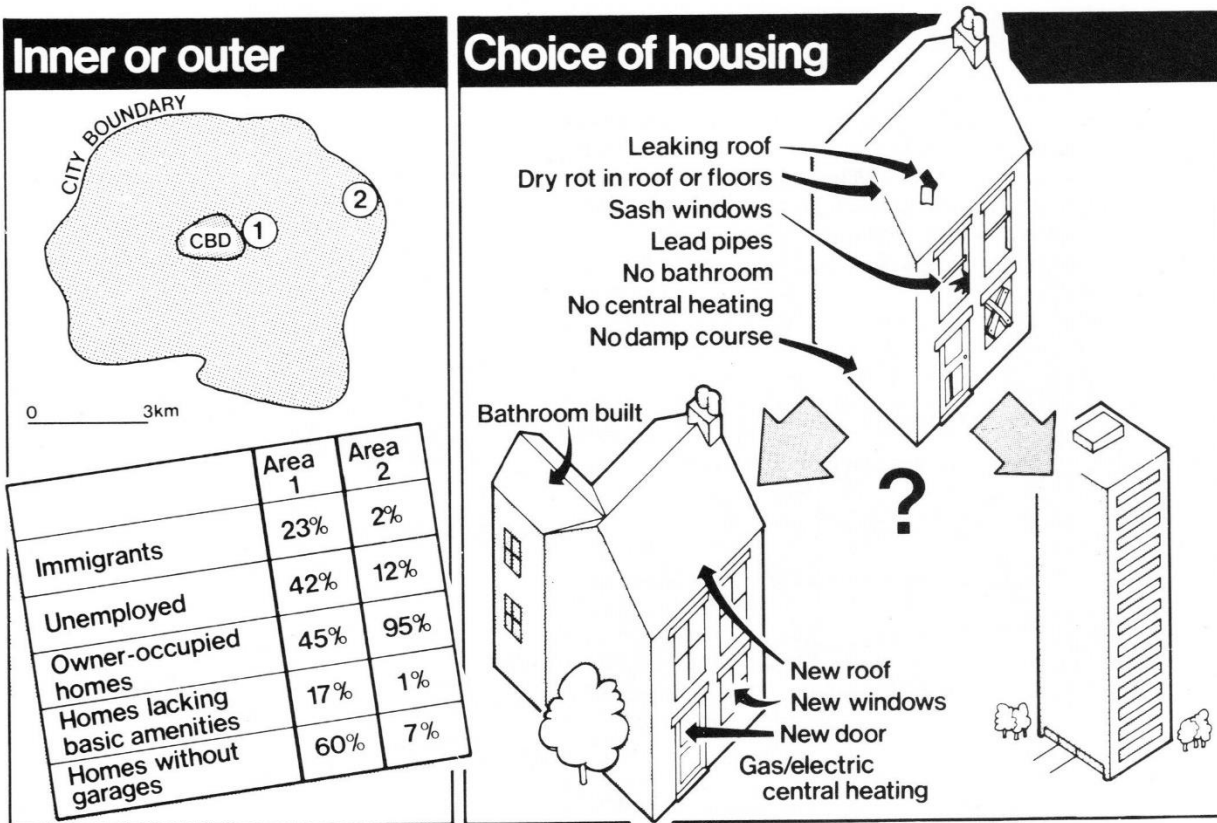 Inner or outer
CITY BOUNDARY
2
1
CBD
0 3km
Area 1 Area 2
Immigrants 23% 2%
Unemployed 42% 12%
Owner-occupied
homes 45% 95%
Homes lacking
basic amenities 17% 1%
Homes without
garages 60% 7%
Choice of housing
Leaking roof
Dry rot in roof or floors
Sash windows
Lead pipes
No bathroom
No central heating
No damp course
Bathroom built
?
New roof
New windows
New door
Gas/electric
central heating